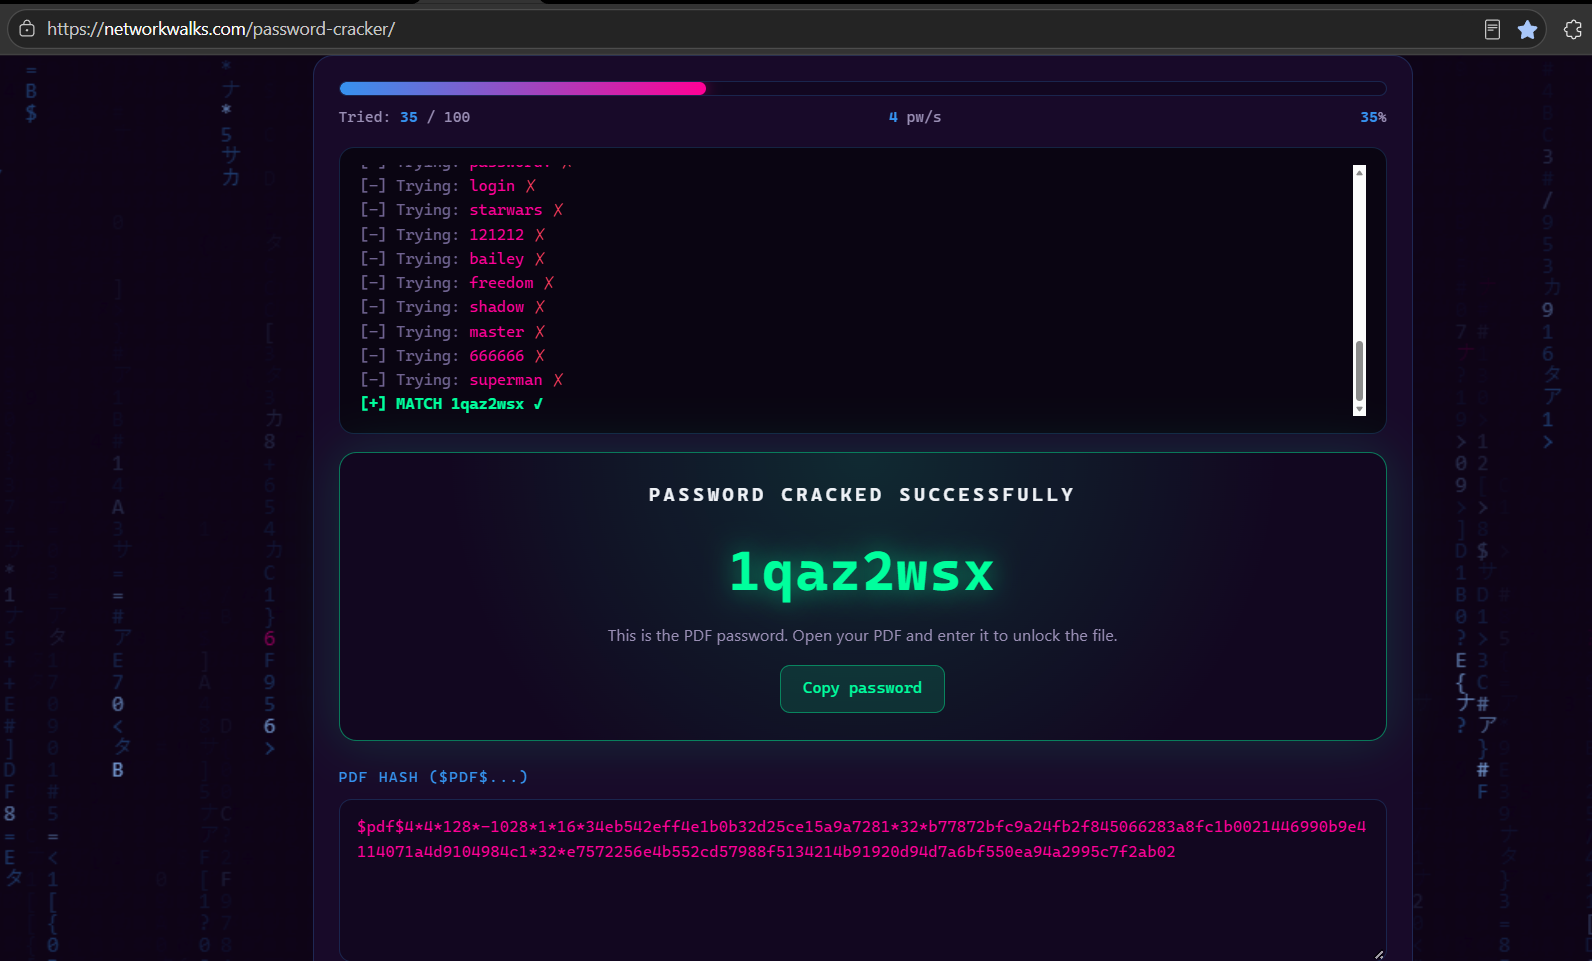 https://networkwalks.com/password-cracker/
Tried: 35 / 100
4 pw/s
35%
[-] Trying: login ✗
[-] Trying: starwars ✗
[-] Trying: 121212 ✗
[-] Trying: bailey ✗
[-] Trying: freedom ✗
[-] Trying: shadow ✗
[-] Trying: master ✗
[-] Trying: 666666 ✗
[-] Trying: superman ✗
[+] MATCH 1qaz2wsx ✓
PASSWORD CRACKED SUCCESSFULLY
1qaz2wsx
This is the PDF password. Open your PDF and enter it to unlock the file.
Copy password
PDF HASH ($PDF$...)
$pdf$4*4*128*-1028*1*16*34eb542eff4e1b0b32d25ce15a9a7281*32*b77872bfc9a24fb2f845066283a8fc1b0021446990b9e4
114071a4d9104984c1*32*e7572256e4b552cd57988f5134214b91920d94d7a6bf550ea94a2995c7f2ab02